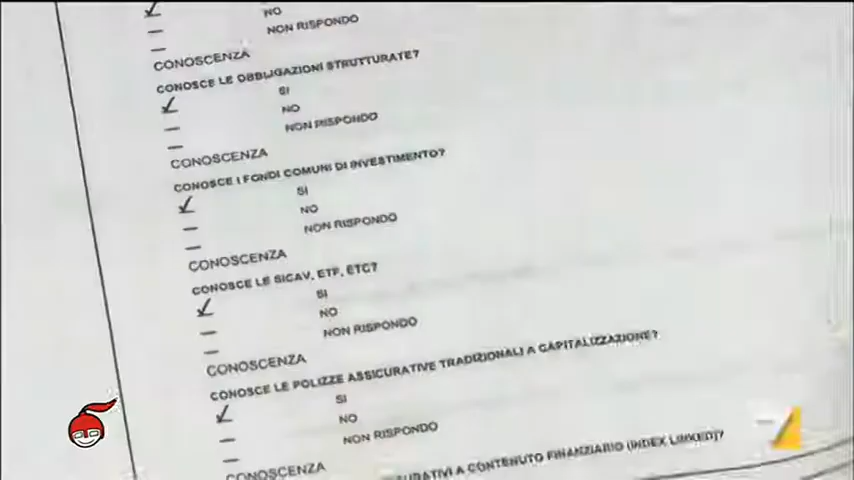 NO
NON RISPONDO
CONOSCENZA
CONOSCE LE OBBLIGAZIONI STRUTTURATE?
SI
NO
NON RISPONDO
CONOSCENZA
CONOSCE I FONDI COMUNI DI INVESTIMENTO?
SI
NO
NON RISPONDO
CONOSCENZA
CONOSCE LE SICAV, ETF, ETC?
SI
NO
NON RISPONDO
CONOSCENZA
CONOSCE LE POLIZZE ASSICURATIVE TRADIZIONALI A CAPITALIZZAZIONE?
SI
NO
NON RISPONDO
CONOSCENZA
A CONTENUTO FINANZIARIO (INDEX LINKED)?